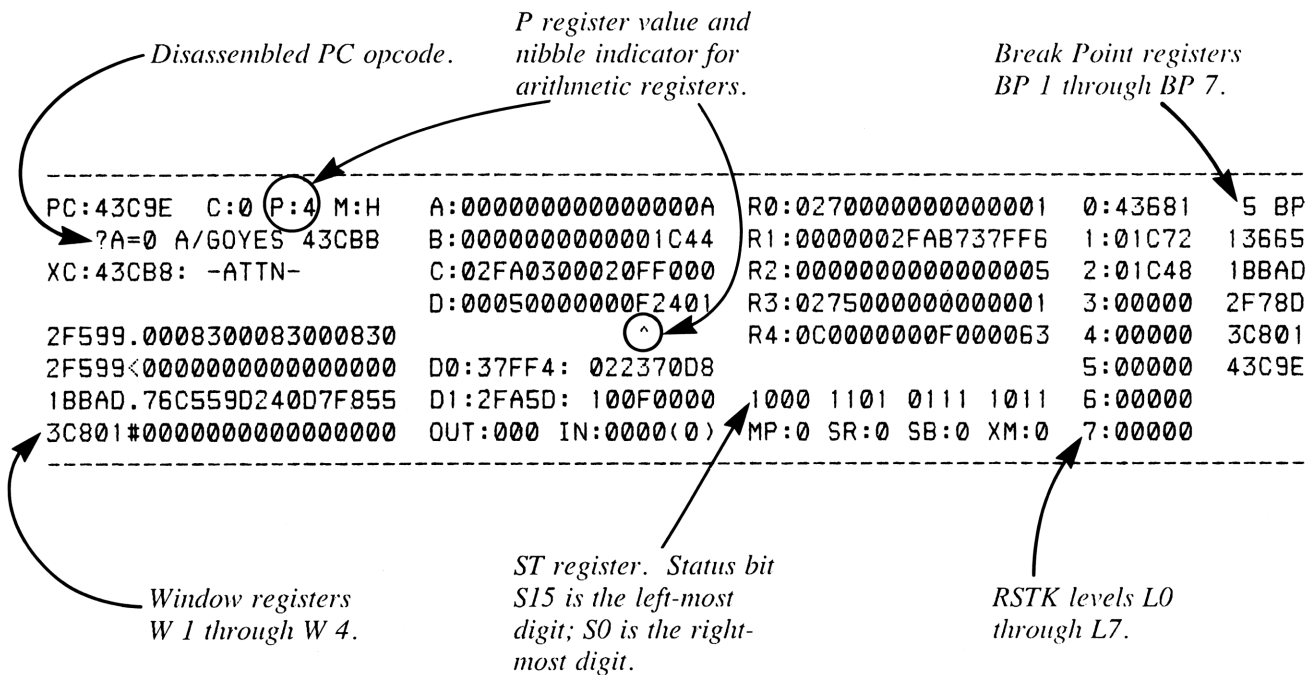 Disassembled PC opcode.
P register value and
nibble indicator for
arithmetic registers.
Break Point registers
BP 1 through BP 7.
PC:43C9E C:0 P:4 M:H A:000000000000000A R0:0270000000000001 0:43681 5 BP
?A=0 A/GOYES 43CBB B:0000000000001C44 R1:0000002FAB737FF6 1:01C72 13665
XC:43CB8: -ATTN- C:02FA0300020FF000 R2:0000000000000005 2:01C48 1BBAD
D:00050000000F2401 R3:0275000000000001 3:00000 2F78D
2F599.0008300083000830 ^ R4:0C0000000F000063 4:00000 3C801
2F599<0000000000000000 D0:37FF4: 022370D8 5:00000 43C9E
1BBAD.76C559D240D7F855 D1:2FA5D: 100F0000 1000 1101 0111 1011 6:00000
3C801#0000000000000000 OUT:000 IN:0000(0) MP:0 SR:0 SB:0 XM:0 7:00000
Window registers
W 1 through W 4.
ST register. Status bit
S15 is the left-most
digit; S0 is the right-
most digit.
RSTK levels L0
through L7.